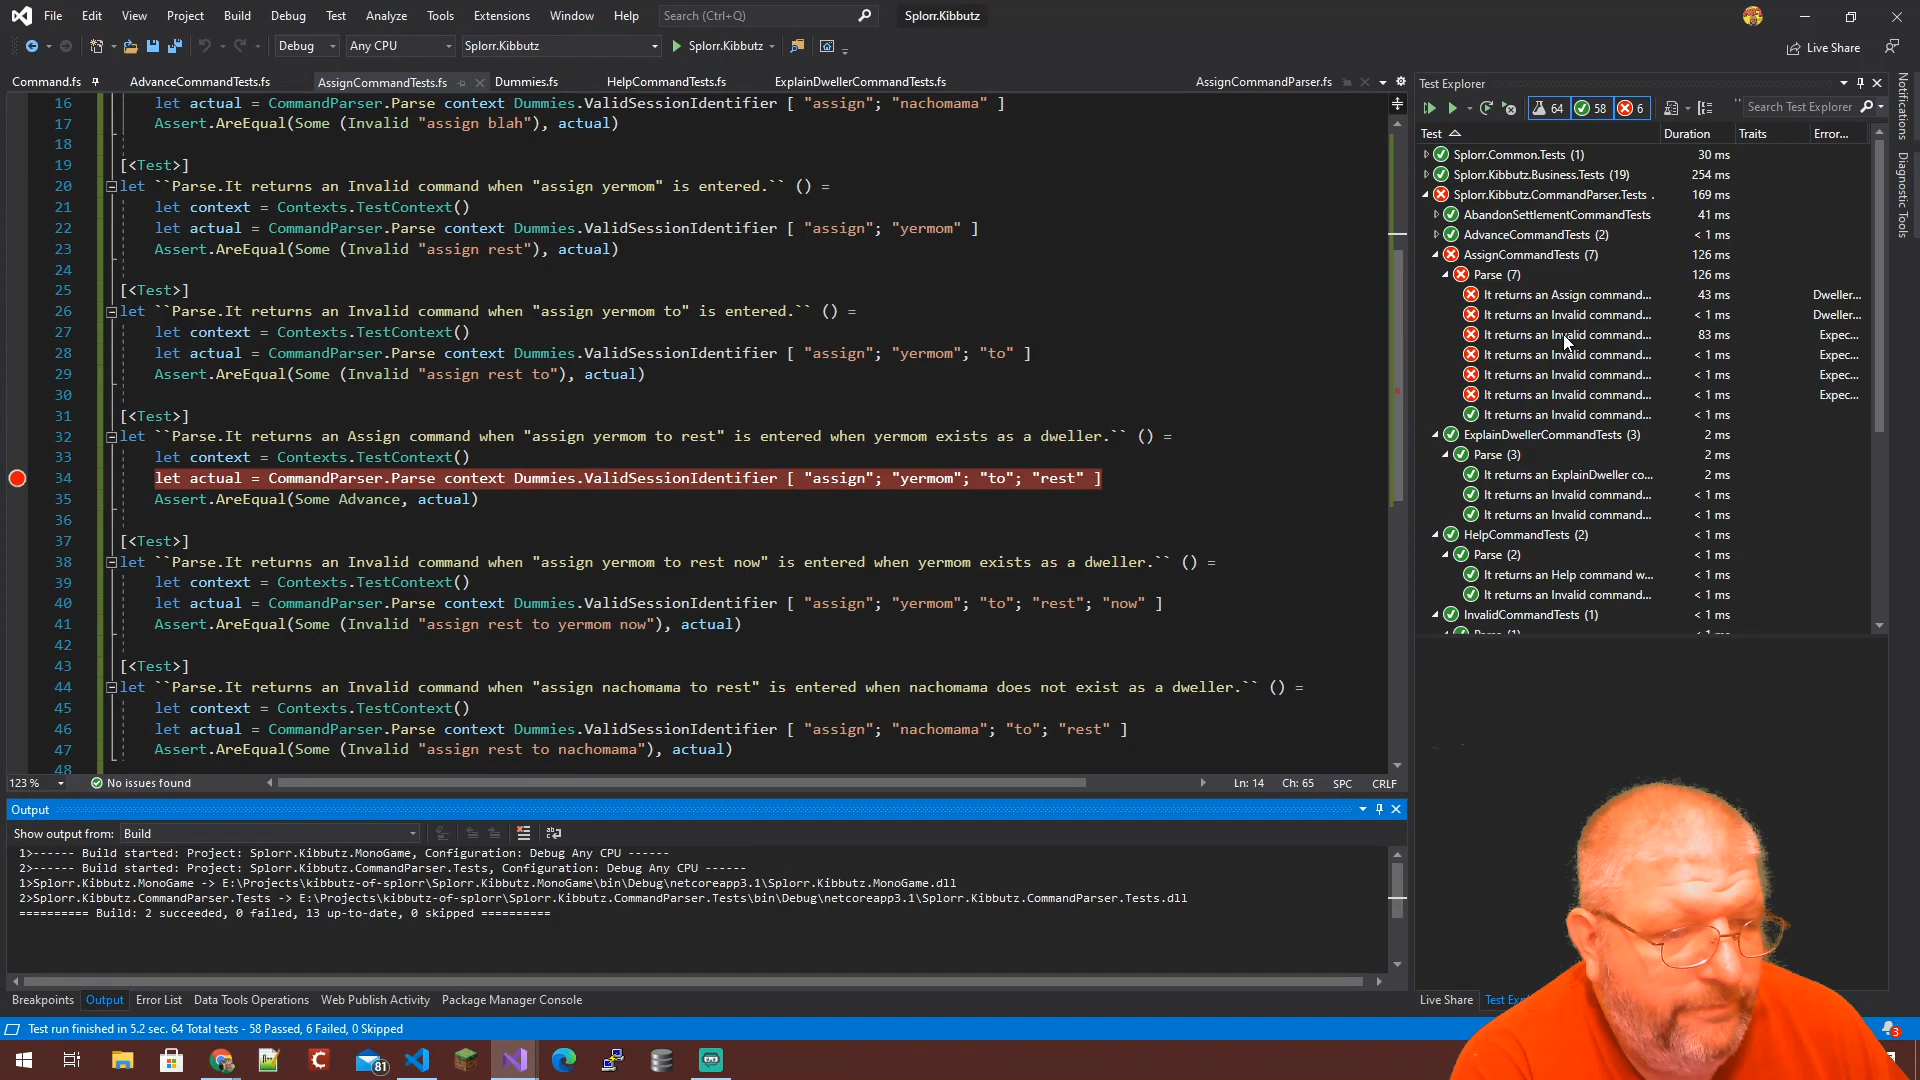 File Edit View Project Build Debug Test Analyze Tools Extensions Window Help Search (Ctrl+Q) Splorr.Kibbutz
Debug Any CPU Splorr.Kibbutz Splorr.Kibbutz Live Share
Command.fs AdvanceCommandTests.fs AssignCommandTests.fs Dummies.fs HelpCommandTests.fs ExplainDwellerCommandTests.fs AssignCommandParser.fs
16 let actual = CommandParser.Parse context Dummies.ValidSessionIdentifier [ "assign"; "nachomama" ]
17 Assert.AreEqual(Some (Invalid "assign blah"), actual)
18
19 [<Test>]
20 let ``Parse.It returns an Invalid command when "assign yermom" is entered.`` () =
21 let context = Contexts.TestContext()
22 let actual = CommandParser.Parse context Dummies.ValidSessionIdentifier [ "assign"; "yermom" ]
23 Assert.AreEqual(Some (Invalid "assign rest"), actual)
24
25 [<Test>]
26 let ``Parse.It returns an Invalid command when "assign yermom to" is entered.`` () =
27 let context = Contexts.TestContext()
28 let actual = CommandParser.Parse context Dummies.ValidSessionIdentifier [ "assign"; "yermom"; "to" ]
29 Assert.AreEqual(Some (Invalid "assign rest to"), actual)
30
31 [<Test>]
32 let ``Parse.It returns an Assign command when "assign yermom to rest" is entered when yermom exists as a dweller.`` () =
33 let context = Contexts.TestContext()
34 let actual = CommandParser.Parse context Dummies.ValidSessionIdentifier [ "assign"; "yermom"; "to"; "rest" ]
35 Assert.AreEqual(Some Advance, actual)
36
37 [<Test>]
38 let ``Parse.It returns an Invalid command when "assign yermom to rest now" is entered when yermom exists as a dweller.`` () =
39 let context = Contexts.TestContext()
40 let actual = CommandParser.Parse context Dummies.ValidSessionIdentifier [ "assign"; "yermom"; "to"; "rest"; "now" ]
41 Assert.AreEqual(Some (Invalid "assign rest to yermom now"), actual)
42
43 [<Test>]
44 let ``Parse.It returns an Invalid command when "assign nachomama to rest" is entered when nachomama does not exist as a dweller.`` () =
45 let context = Contexts.TestContext()
46 let actual = CommandParser.Parse context Dummies.ValidSessionIdentifier [ "assign"; "nachomama"; "to"; "rest" ]
47 Assert.AreEqual(Some (Invalid "assign rest to nachomama"), actual)
48
123 % No issues found Ln: 14 Ch: 65 SPC CRLF
Output
Show output from: Build
1>------ Build started: Project: Splorr.Kibbutz.MonoGame, Configuration: Debug Any CPU ------
2>------ Build started: Project: Splorr.Kibbutz.CommandParser.Tests, Configuration: Debug Any CPU ------
1>Splorr.Kibbutz.MonoGame -> E:\Projects\kibbutz-of-splorr\Splorr.Kibbutz.MonoGame\bin\Debug\netcoreapp3.1\Splorr.Kibbutz.MonoGame.dll
2>Splorr.Kibbutz.CommandParser.Tests -> E:\Projects\kibbutz-of-splorr\Splorr.Kibbutz.CommandParser.Tests\bin\Debug\netcoreapp3.1\Splorr.Kibbutz.CommandParser.Tests.dll
========== Build: 2 succeeded, 0 failed, 13 up-to-date, 0 skipped ==========
Breakpoints Output Error List Data Tools Operations Web Publish Activity Package Manager Console
Test run finished in 5.2 sec. 64 Total tests - 58 Passed, 6 Failed, 0 Skipped
81
Test Explorer
64 58 6 Search Test Explorer
Test Duration Traits Error...
Splorr.Common.Tests (1) 30 ms
Splorr.Kibbutz.Business.Tests (19) 254 ms
Splorr.Kibbutz.CommandParser.Tests . 169 ms
AbandonSettlementCommandTests 41 ms
AdvanceCommandTests (2) < 1 ms
AssignCommandTests (7) 126 ms
Parse (7) 126 ms
It returns an Assign command... 43 ms Dweller...
It returns an Invalid command... < 1 ms Dweller...
It returns an Invalid command... 83 ms Expec...
It returns an Invalid command... < 1 ms Expec...
It returns an Invalid command... < 1 ms Expec...
It returns an Invalid command... < 1 ms Expec...
It returns an Invalid command... < 1 ms
ExplainDwellerCommandTests (3) 2 ms
Parse (3) 2 ms
It returns an ExplainDweller co... 2 ms
It returns an Invalid command... < 1 ms
It returns an Invalid command... < 1 ms
HelpCommandTests (2) < 1 ms
Parse (2) < 1 ms
It returns an Help command w... < 1 ms
It returns an Invalid command... < 1 ms
InvalidCommandTests (1) < 1 ms
Live Share
3
Notifications
Diagnostic Tools